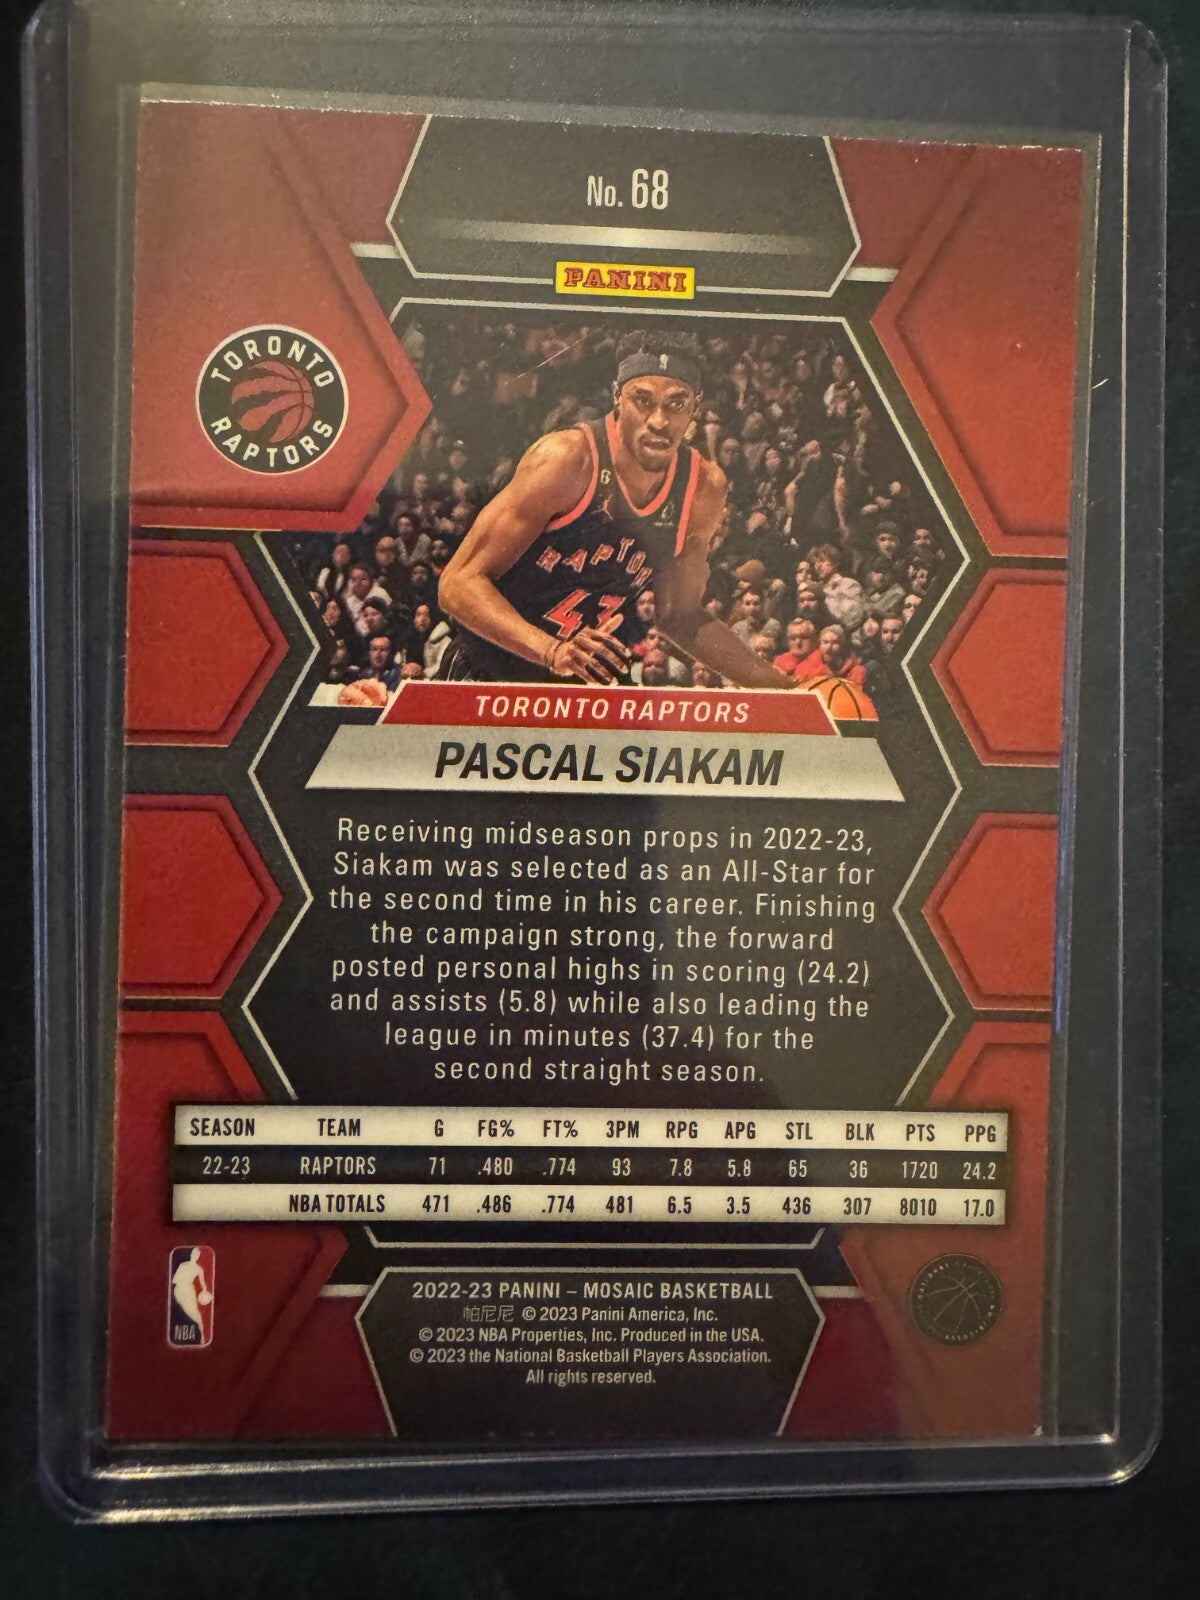 No. 68
PANINI
TORONTO
RAPTORS
6
RAPTOR
43
TORONTO RAPTORS
PASCAL SIAKAM
Receiving midseason props in 2022-23,
Siakam was selected as an All-Star for
the second time in his career. Finishing
the campaign strong, the forward
posted personal highs in scoring (24.2)
and assists (5.8) while also leading the
league in minutes (37.4) for the
second straight season.
SEASON TEAM G FG% FT% 3PM RPG APG STL BLK PTS PPG
22-23 RAPTORS 71 .480 .774 93 7.8 5.8 65 36 1720 24.2
NBA TOTALS 471 .486 .774 481 6.5 3.5 436 307 8010 17.0
NBA
2022-23 PANINI – MOSAIC BASKETBALL
帕尼尼 © 2023 Panini America, Inc.
© 2023 NBA Properties, Inc. Produced in the USA.
© 2023 the National Basketball Players Association.
All rights reserved.